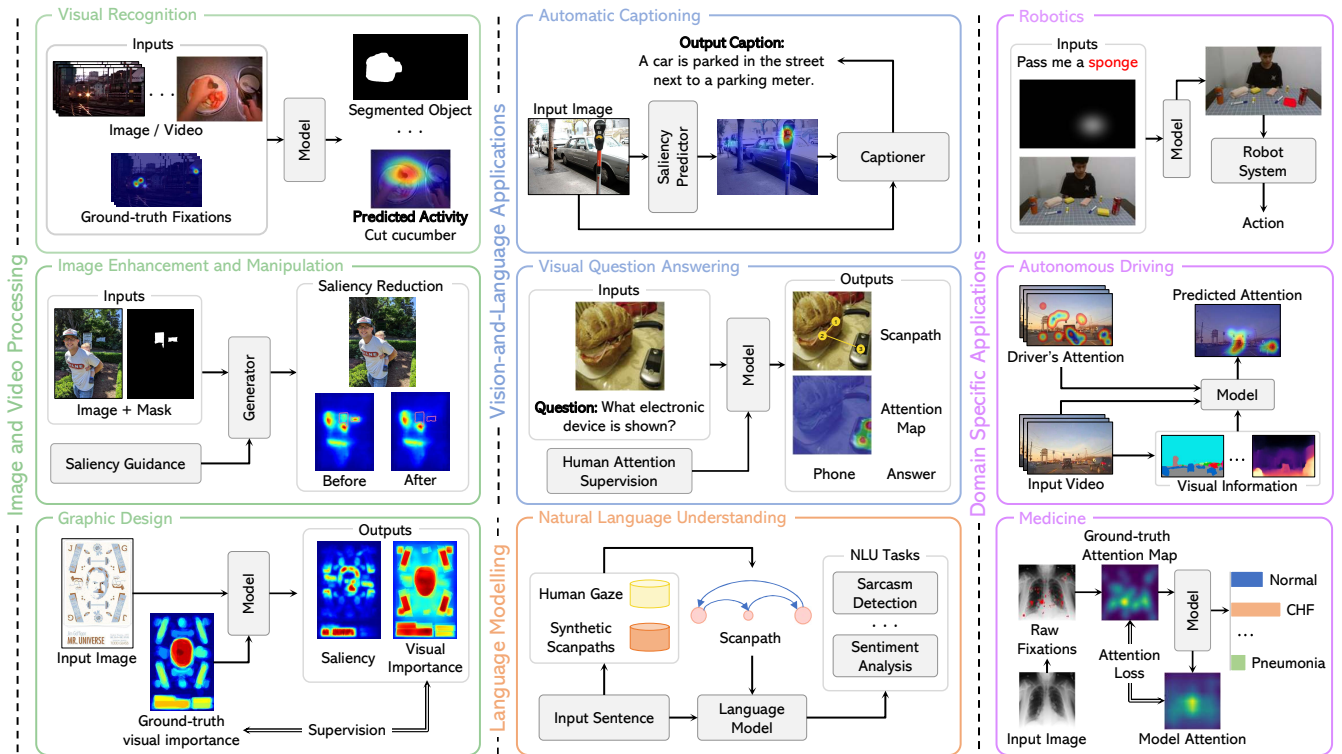 Image and Video Processing
Visual Recognition
Inputs
Image / Video
Ground-truth Fixations
Model
Segmented Object
. . .
Predicted Activity
Cut cucumber
Image Enhancement and Manipulation
Inputs
Image + Mask
Saliency Guidance
Generator
Saliency Reduction
Before
After
Graphic Design
Input Image
MR. UNIVERSE
Ground-truth
visual importance
Model
Outputs
Saliency
Visual
Importance
Supervision
Vision-and-Language Applications
Automatic Captioning
Output Caption:
A car is parked in the street
next to a parking meter.
Input Image
Saliency
Predictor
Captioner
Visual Question Answering
Inputs
Question: What electronic
device is shown?
Human Attention
Supervision
Model
Outputs
1
2
3
Scanpath
Attention
Map
Phone
Answer
Language Modelling
Natural Language Understanding
Human Gaze
Synthetic
Scanpaths
Scanpath
Input Sentence
Language
Model
NLU Tasks
Sarcasm
Detection
. . .
Sentiment
Analysis
Domain Specific Applications
Robotics
Inputs
Pass me a sponge
Model
Robot
System
Action
Autonomous Driving
Driver's Attention
Input Video
Predicted Attention
Model
...
Visual Information
Medicine
Raw
Fixations
Input Image
Ground-truth
Attention Map
Attention
Loss
Model
Model Attention
Normal
CHF
...
Pneumonia